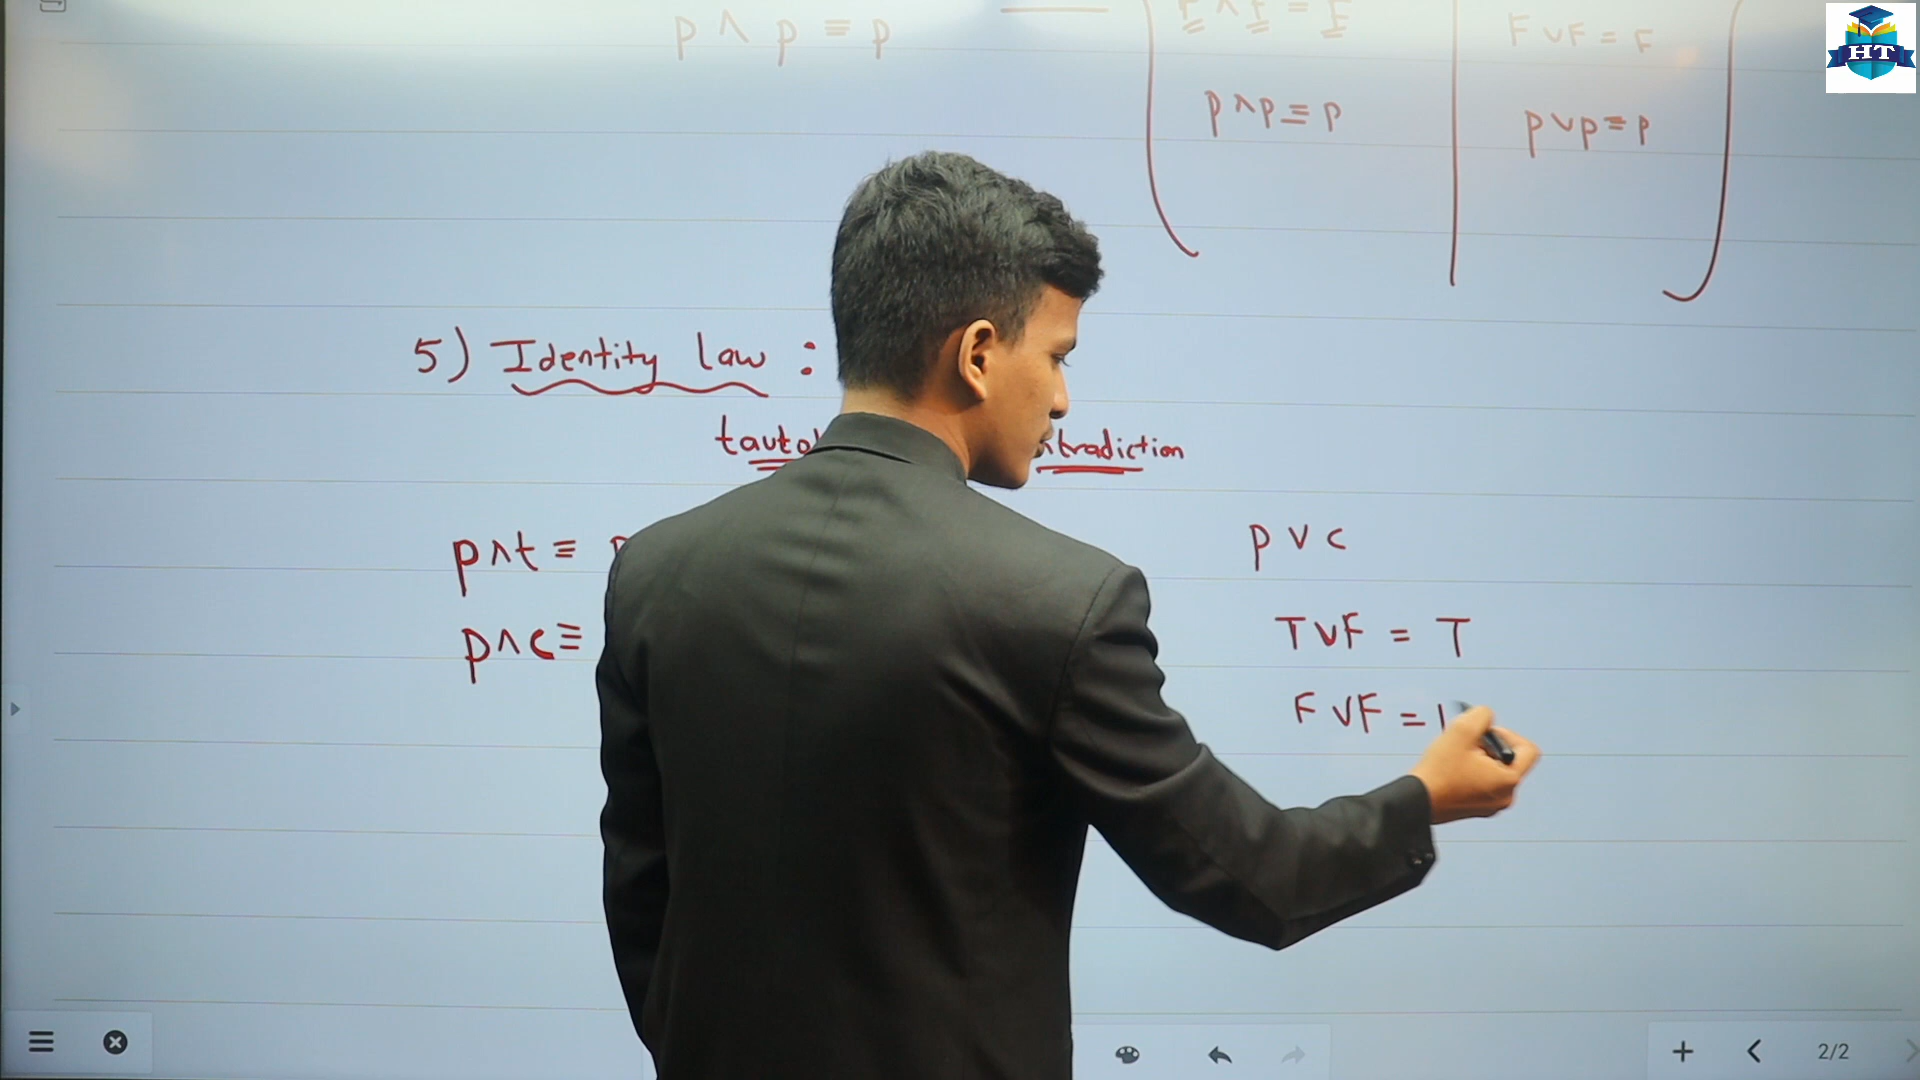 p ∧ p ≡ p
F ∧ F = F
F ∨ F = F
HT
p ∧ p ≡ p
p ∨ p ≡ p
5) Identity law :
p ∨ c
p ∧ t ≡
T ∨ F = T
p ∧ c ≡
F ∨ F =
2/2